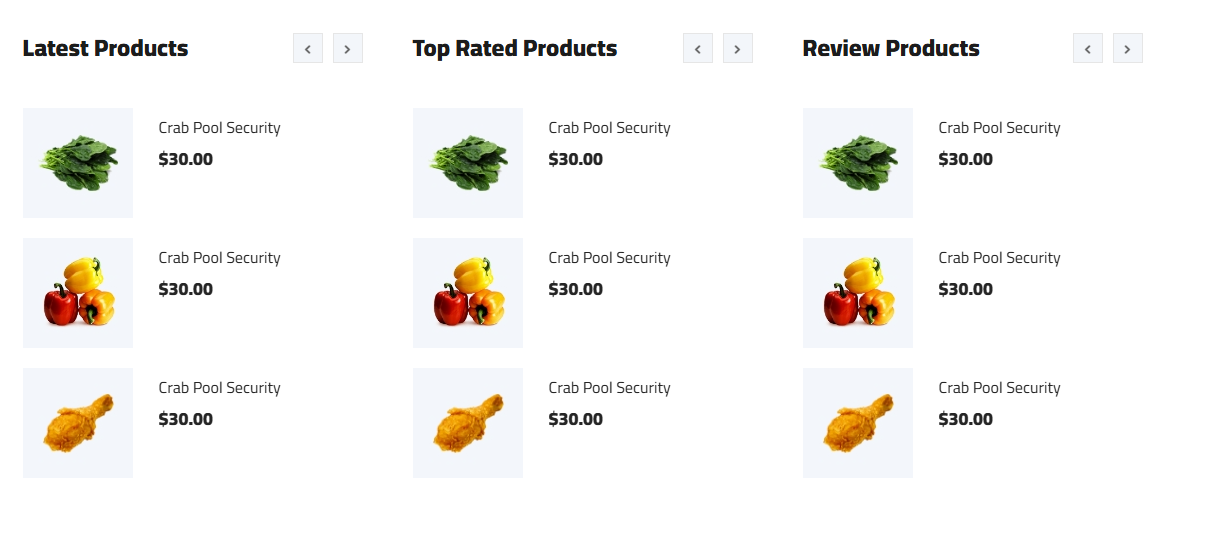 Latest Products
Crab Pool Security
$30.00
Crab Pool Security
$30.00
Crab Pool Security
$30.00
Top Rated Products
Crab Pool Security
$30.00
Crab Pool Security
$30.00
Crab Pool Security
$30.00
Review Products
Crab Pool Security
$30.00
Crab Pool Security
$30.00
Crab Pool Security
$30.00